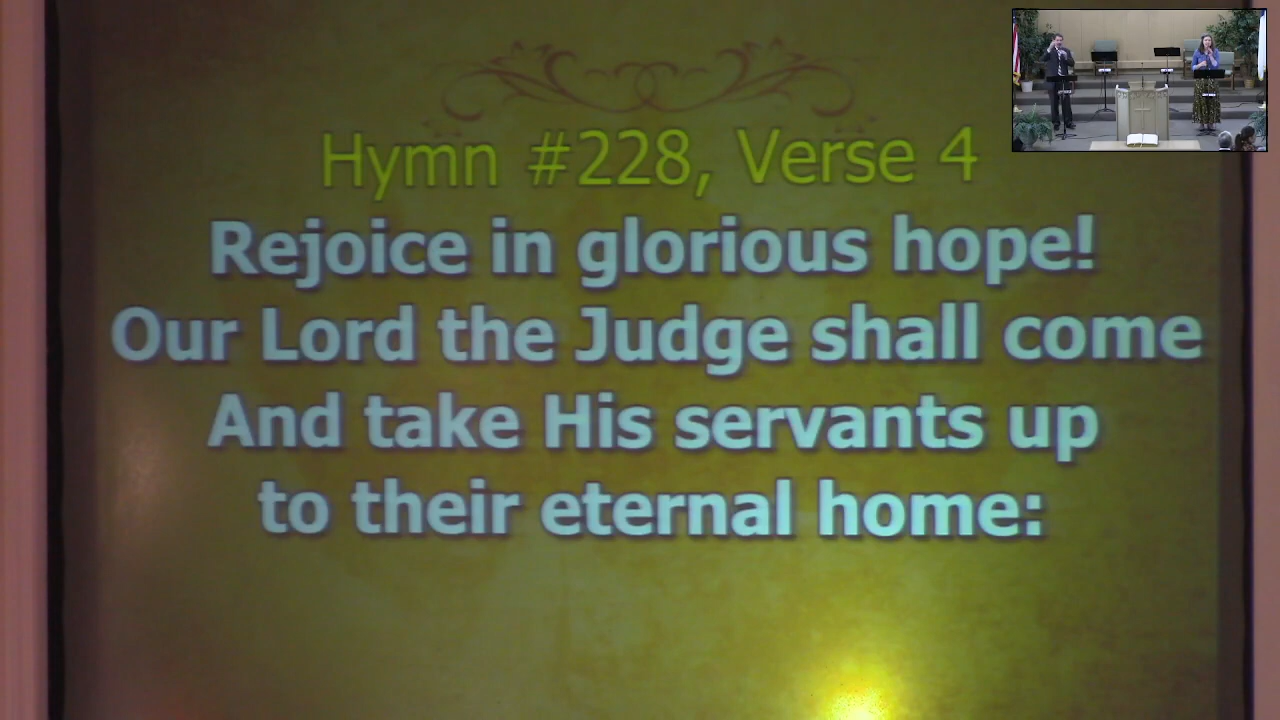 Hymn #228, Verse 4
Rejoice in glorious hope!
Our Lord the Judge shall come
And take His servants up
to their eternal home: